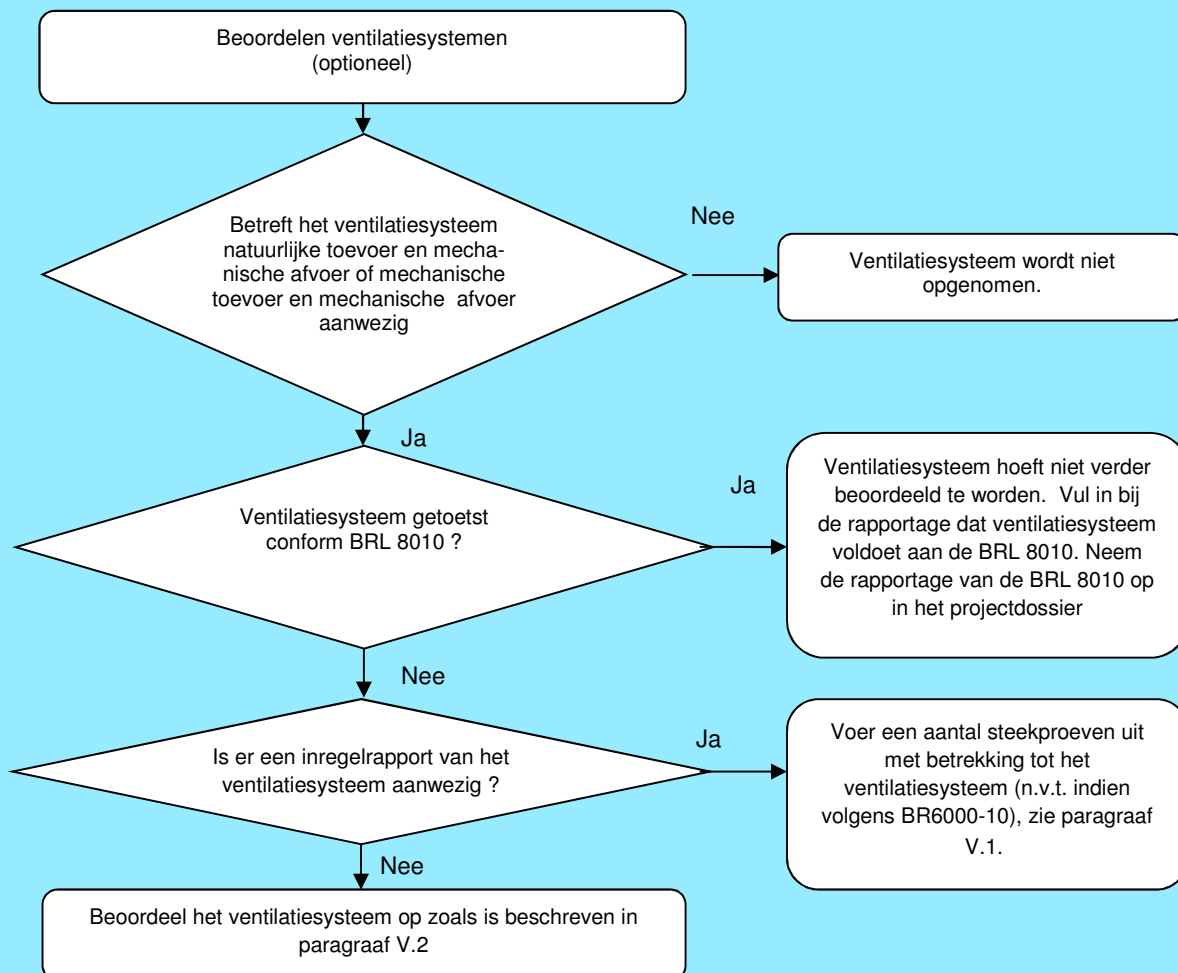 Beoordelen ventilatiesystemen
(optioneel)
Betreft het ventilatiesysteem
natuurlijke toevoer en mecha-
nische afvoer of mechanische
toevoer en mechanische afvoer
aanwezig
Nee
Ventilatiesysteem wordt niet
opgenomen.
Ja
Ventilatiesysteem getoetst
conform BRL 8010 ?
Ja
Ventilatiesysteem hoeft niet verder
beoordeeld te worden. Vul in bij
de rapportage dat ventilatiesysteem
voldoet aan de BRL 8010. Neem
de rapportage van de BRL 8010 op
in het projectdossier
Nee
Is er een inregelrapport van het
ventilatiesysteem aanwezig ?
Ja
Voer een aantal steekproeven uit
met betrekking tot het
ventilatiesysteem (n.v.t. indien
volgens BR6000-10), zie paragraaf
V.1.
Nee
Beoordeel het ventilatiesysteem op zoals is beschreven in
paragraaf V.2